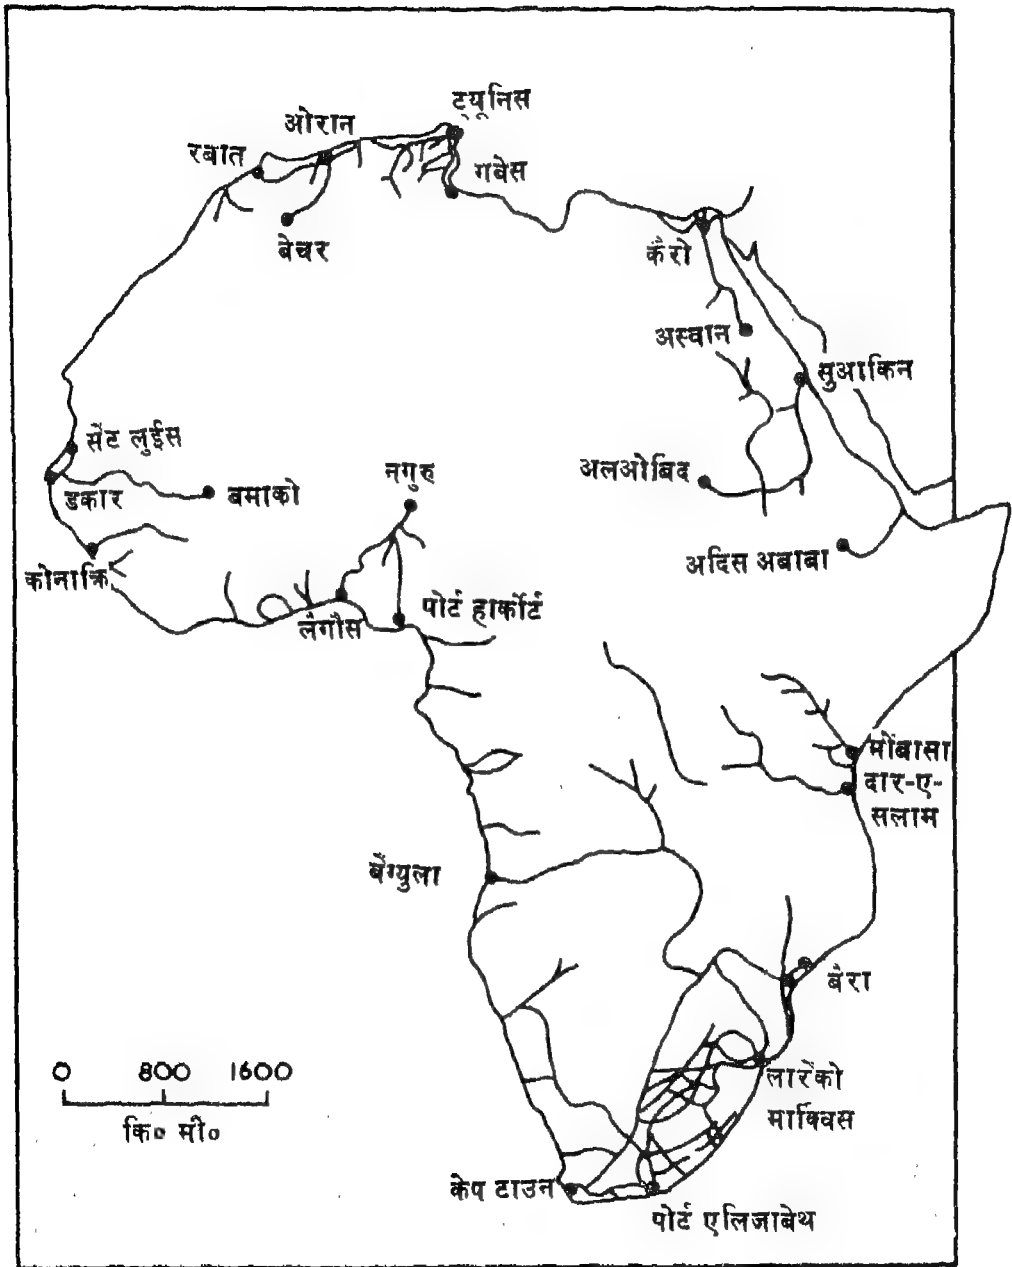 ट्यूनिस
ओरान
रबात
गबेस
बेचर
कैरो
अस्वान
सुआकिन
सेंट लुईस
नगुरु
अलओबिद
डकार
बमाको
अदिस अबाबा
कोनाक्रि
लैगौस
पोर्ट हार्कोर्ट
मोंबासा
दार-ए-
सलाम
बेंग्युला
बैरा
0 800 1600
कि० मी०
लारेंको
मार्क्विस
केप टाउन
पोर्ट एलिजाबेथ